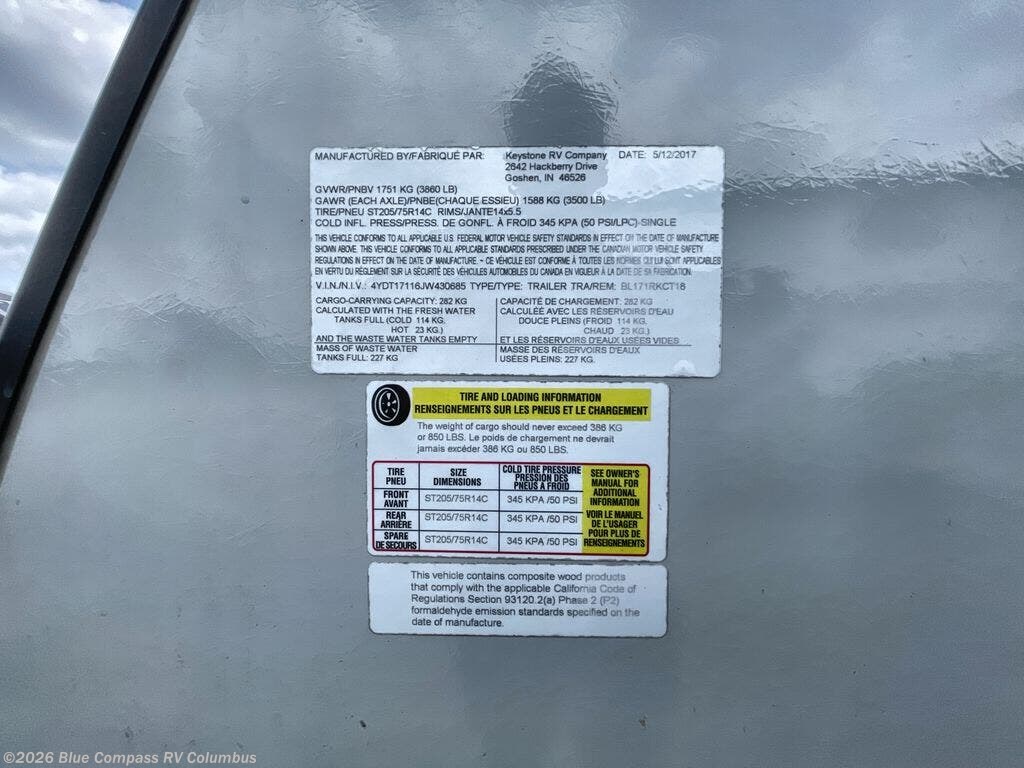 MANUFACTURED BY/FABRIQUÉ PAR: Keystone RV Company DATE: 5/12/2017
2642 Hackberry Drive
Goshen, IN 46526
GVWR/PNBV 1751 KG (3860 LB)
GAWR (EACH AXLE)/PNBE(CHAQUE ESSIEU) 1588 KG (3500 LB)
TIRE/PNEU ST205/75R14C RIMS/JANTE14x5.5
COLD INFL. PRESS/PRESS. DE GONFL. À FROID 345 KPA (50 PSI/LPC)-SINGLE
THIS VEHICLE CONFORMS TO ALL APPLICABLE U.S. FEDERAL MOTOR VEHICLE SAFETY STANDARDS IN EFFECT ON THE DATE OF MANUFACTURE
SHOWN ABOVE. THIS VEHICLE CONFORMS TO ALL APPLICABLE STANDARDS PRESCRIBED UNDER THE CANADIAN MOTOR VEHICLE SAFETY
REGULATIONS IN EFFECT ON THE DATE OF MANUFACTURE. ~ CE VÉHICULE EST CONFORME À TOUTES LES NORMES QUI LUI SONT APPLICABLES
EN VERTU DU RÈGLEMENT SUR LA SÉCURITÉ DES VÉHICULES AUTOMOBILES DU CANADA EN VIGUEUR À LA DATE DE SA FABRICATION.
V.I.N./N.I.V.: 4YDT17116JW430685 TYPE/TYPE: TRAILER TRA/REM: BL171RKCT18
CARGO-CARRYING CAPACITY: 282 KG
CALCULATED WITH THE FRESH WATER
TANKS FULL (COLD 114 KG.
HOT 23 KG.)
AND THE WASTE WATER TANKS EMPTY
MASS OF WASTE WATER
TANKS FULL: 227 KG
CAPACITÉ DE CHARGEMENT: 282 KG
CALCULÉE AVEC LES RÉSERVOIRS D'EAU
DOUCE PLEINS (FROID 114 KG,
CHAUD 23 KG.)
ET LES RÉSERVOIRS D'EAUX USÉES VIDES
MASSE DES RÉSERVOIRS D'EAUX
USÉES PLEINS: 227 KG.
TIRE AND LOADING INFORMATION
RENSEIGNEMENTS SUR LES PNEUS ET LE CHARGEMENT
The weight of cargo should never exceed 386 KG
or 850 LBS. Le poids de chargement ne devrait
jamais excéder 386 KG ou 850 LBS.
TIRE
PNEU
SIZE
DIMENSIONS
COLD TIRE PRESSURE
PRESSION DES
PNEUS A FROID
FRONT
AVANT
ST205/75R14C
345 KPA /50 PSI
REAR
ARRIÈRE
ST205/75R14C
345 KPA /50 PSI
SPARE
DE SECOURS
ST205/75R14C
345 KPA /50 PSI
SEE OWNER'S
MANUAL FOR
ADDITIONAL
INFORMATION
VOIR LE MANUEL
DE L'USAGER
POUR PLUS DE
RENSEIGNEMENTS
This vehicle contains composite wood products
that comply with the applicable California Code of
Regulations Section 93120.2(a) Phase 2 (P2)
formaldehyde emission standards specified on the
date of manufacture.
©2026 Blue Compass RV Columbus